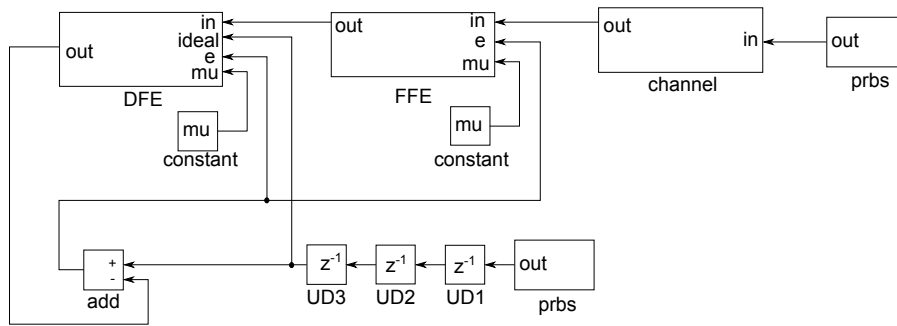 out
in
ideal
e
mu
DFE
mu
constant
out
in
e
mu
FFE
mu
constant
out
in
channel
out
prbs
+
-
add
z⁻¹
UD3
z⁻¹
UD2
z⁻¹
UD1
out
prbs